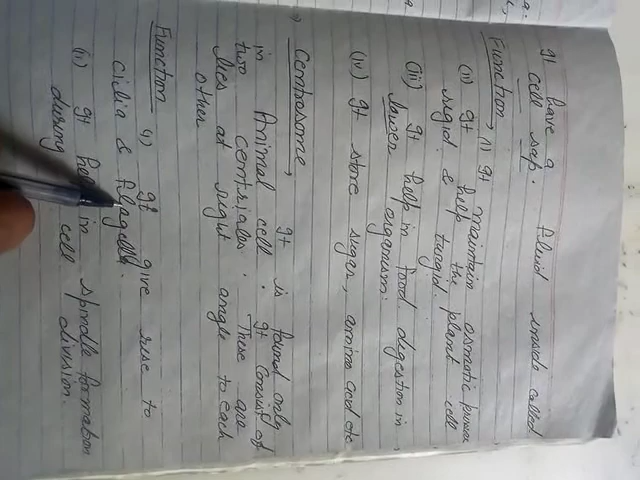 It have a fluid inside called
cell sap.
Function, (i) It maintain osmotic
(ii) It help the plant cell
rigid & turgid.
(iii) It help in food digestion in
lower organism.
(iv) It store sugar, amino acid etc
Centrosome, It is found only
in Animal cell. It consist of
two centrioles. These are
lies at right angle to each
other
Function (i) It give rise to
cilia &
(ii) It help in spindle formation
during cell division.